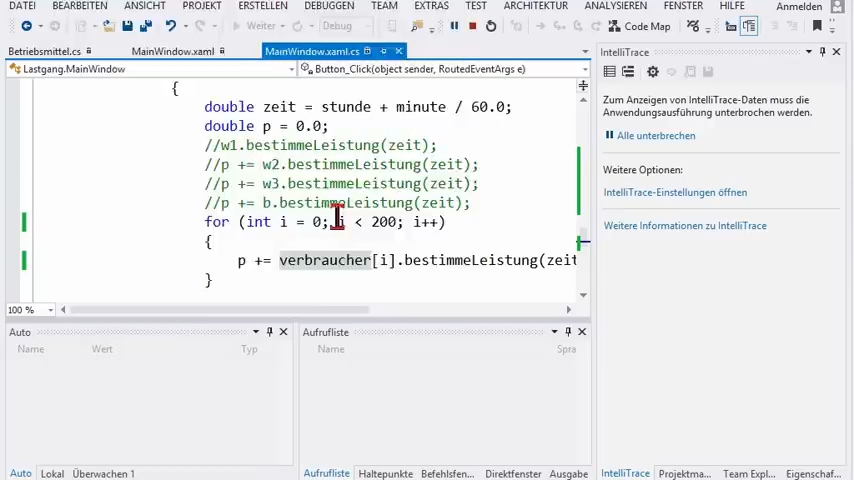 DATEI BEARBEITEN ANSICHT PROJEKT ERSTELLEN DEBUGGEN TEAM EXTRAS TEST ARCHITEKTUR ANALYSIEREN FENSTER HILFE Anmelden
Weiter Debug Code Map
Betriebsmittel.cs MainWindow.xaml MainWindow.xaml.cs IntelliTrace
Lastgang.MainWindow Button_Click(object sender, RoutedEventArgs e)
{
double zeit = stunde + minute / 60.0;
double p = 0.0;
//w1.bestimmeLeistung(zeit);
//p += w2.bestimmeLeistung(zeit);
//p += w3.bestimmeLeistung(zeit);
//p += b.bestimmeLeistung(zeit);
for (int i = 0; i < 200; i++)
{
p += verbraucher[i].bestimmeLeistung(zeit
}
100 %
Zum Anzeigen von IntelliTrace-Daten muss die
Anwendungsausführung unterbrochen werden.
Alle unterbrechen
Weitere Optionen:
IntelliTrace-Einstellungen öffnen
Weitere Informationen zu IntelliTrace
Auto Aufrufliste
Name Wert Typ Name Spra
Auto Lokal Überwachen 1 Aufrufliste Haltepunkte Befehlsfen... Direktfenster Ausgabe IntelliTrace Projektma... Team Expl... Klassenan...